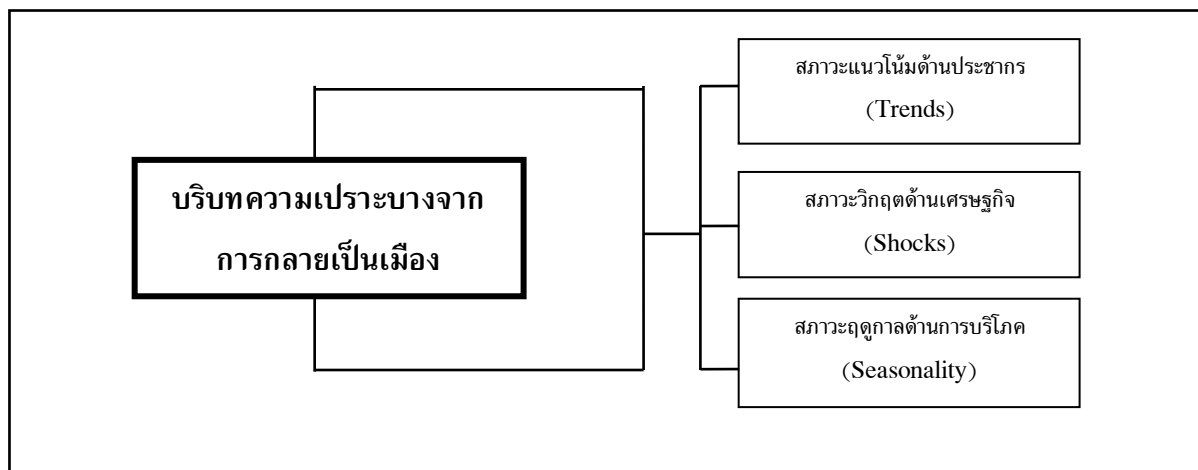 สภาวะแนวโน้มด้านประชากร
(Trends)
บริบทความเปราะบางจาก
การกลายเป็นเมือง
สภาวะวิกฤตด้านเศรษฐกิจ
(Shocks)
สภาวะฤดูกาลด้านการบริโภค
(Seasonality)